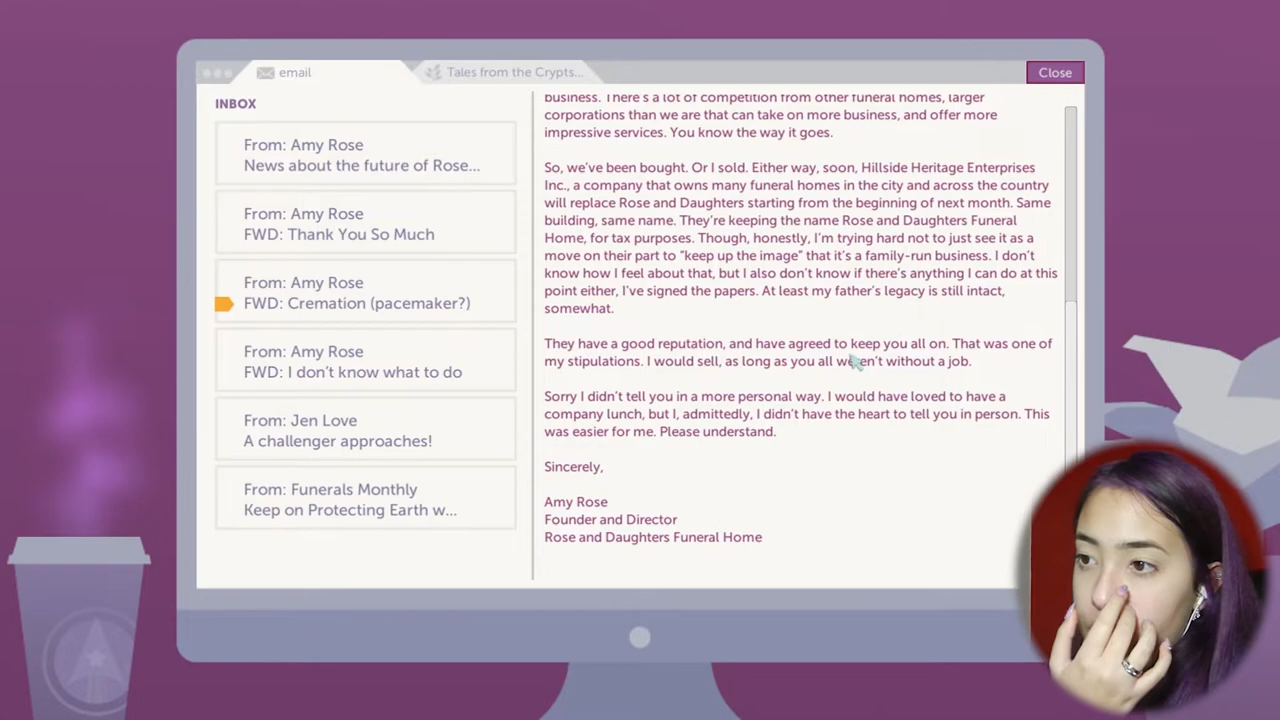 email
Tales from the Crypts...
Close
INBOX
From: Amy Rose
News about the future of Rose...
From: Amy Rose
FWD: Thank You So Much
From: Amy Rose
FWD: Cremation (pacemaker?)
From: Amy Rose
FWD: I don't know what to do
From: Jen Love
A challenger approaches!
From: Funerals Monthly
Keep on Protecting Earth w...
business. There's a lot of competition from other funeral homes, larger
corporations than we are that can take on more business, and offer more
impressive services. You know the way it goes.
So, we've been bought. Or I sold. Either way, soon, Hillside Heritage Enterprises
Inc., a company that owns many funeral homes in the city and across the country
will replace Rose and Daughters starting from the beginning of next month. Same
building, same name. They're keeping the name Rose and Daughters Funeral
Home, for tax purposes. Though, honestly, I'm trying hard not to just see it as a
move on their part to "keep up the image" that it's a family-run business. I don't
know how I feel about that, but I also don't know if there's anything I can do at this
point either, I've signed the papers. At least my father's legacy is still intact,
somewhat.
They have a good reputation, and have agreed to keep you all on. That was one of
my stipulations. I would sell, as long as you all weren't without a job.
Sorry I didn't tell you in a more personal way. I would have loved to have a
company lunch, but I, admittedly, I didn't have the heart to tell you in person. This
was easier for me. Please understand.
Sincerely,
Amy Rose
Founder and Director
Rose and Daughters Funeral Home